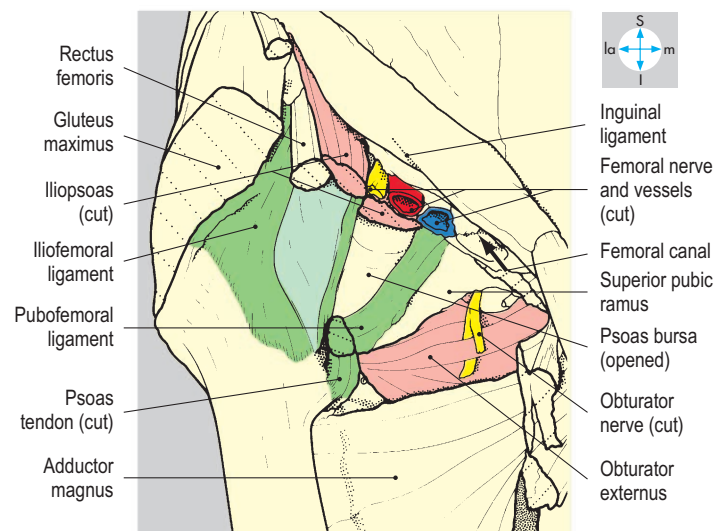 Rectus
femoris
Gluteus
maximus
Iliopsoas
(cut)
Iliofemoral
ligament
Pubofemoral
ligament
Psoas
tendon (cut)
Adductor
magnus
S
la
m
I
Inguinal
ligament
Femoral nerve
and vessels
(cut)
Femoral canal
Superior pubic
ramus
Psoas bursa
(opened)
Obturator
nerve (cut)
Obturator
externus